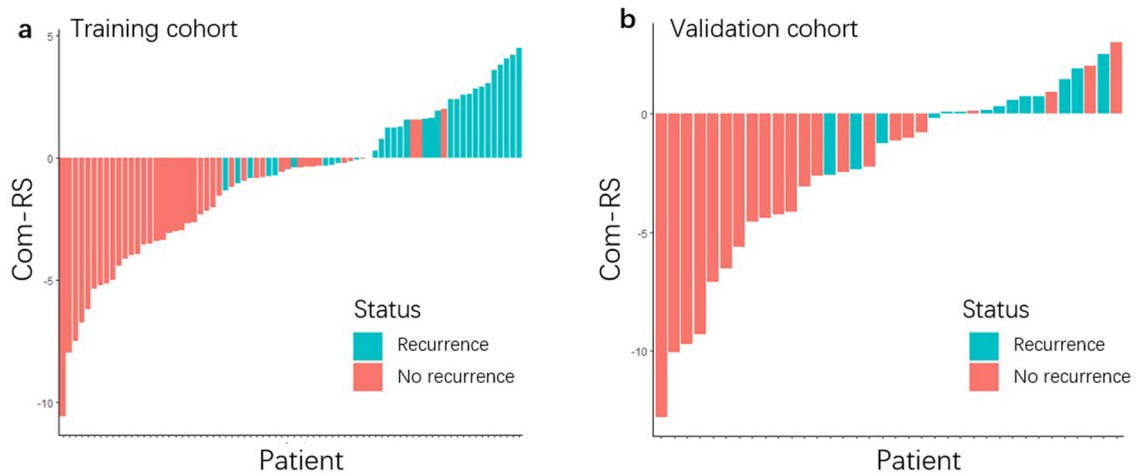 a Training cohort
5
0
-5
-10
Com-RS
Status
Recurrence
No recurrence
Patient
b Validation cohort
0
-5
-10
Com-RS
Status
Recurrence
No recurrence
Patient